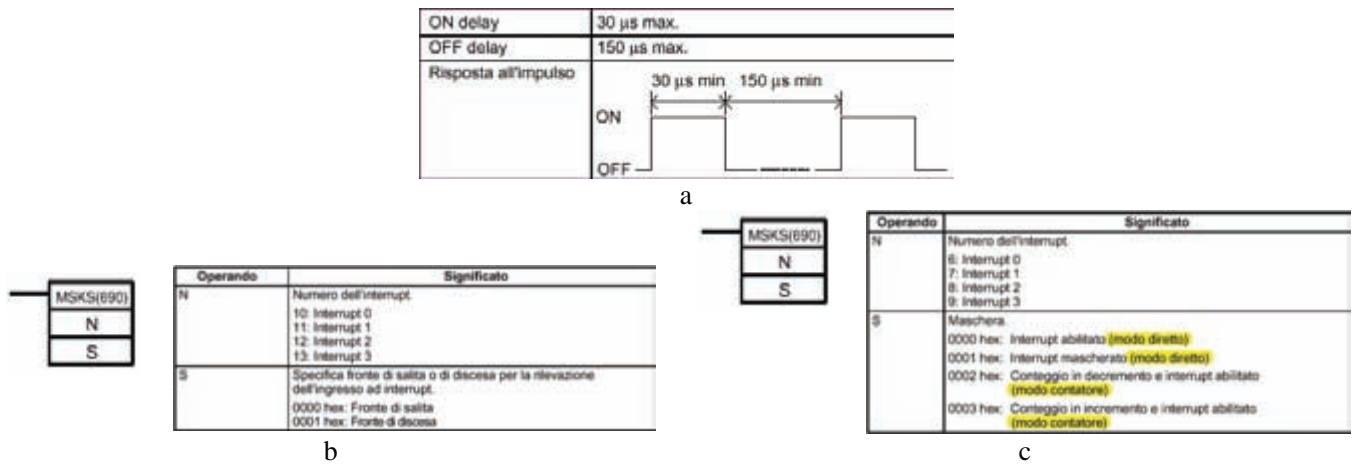 ON delay 30 µs max.
OFF delay 150 µs max.
Risposta all'impulso
30 µs min 150 µs min
ON
OFF
a
MSKS(690)
N
S
Operando Significato
N Numero dell'interrupt.
10: Interrupt 0
11: Interrupt 1
12: Interrupt 2
13: Interrupt 3
S Specifica fronte di salita o di discesa per la rilevazione
dell'ingresso ad interrupt.
0000 hex: Fronte di salita
0001 hex: Fronte di discesa
b
MSKS(690)
N
S
Operando Significato
N Numero dell'interrupt.
6: Interrupt 0
7: Interrupt 1
8: Interrupt 2
9: Interrupt 3
S Maschera
0000 hex: Interrupt abilitato (modo diretto)
0001 hex: Interrupt mascherato (modo diretto)
0002 hex: Conteggio in decremento e interrupt abilitato
(modo contatore)
0003 hex: Conteggio in incremento e interrupt abilitato
(modo contatore)
c